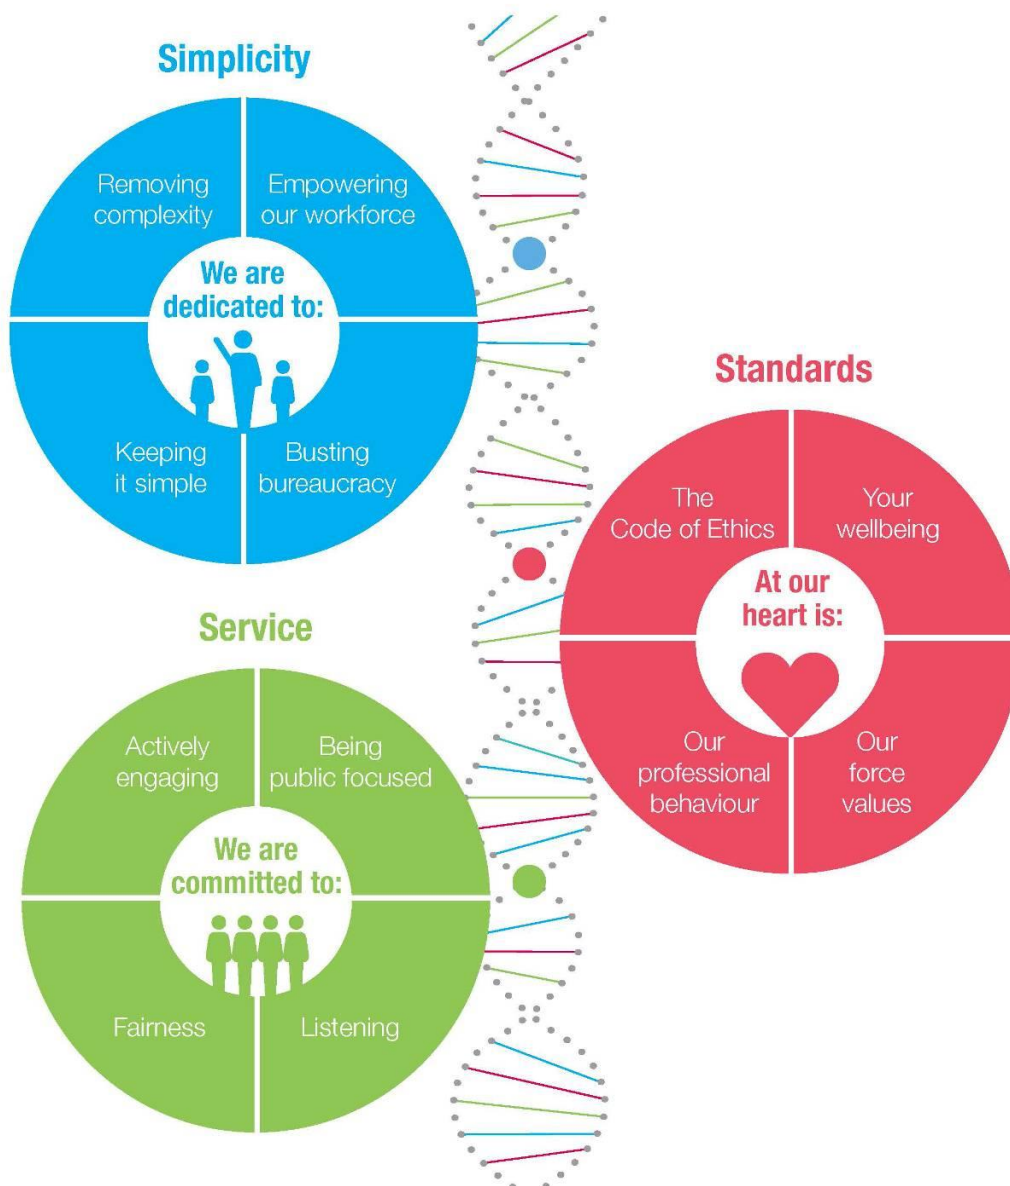 Simplicity
Removing
complexity
Empowering
our workforce
We are
dedicated to:
Keeping
it simple
Busting
bureaucracy
Standards
The
Code of Ethics
Your
wellbeing
At our
heart is:
Our
professional
behaviour
Our
force
values
Service
Actively
engaging
Being
public focused
We are
committed to:
Fairness
Listening